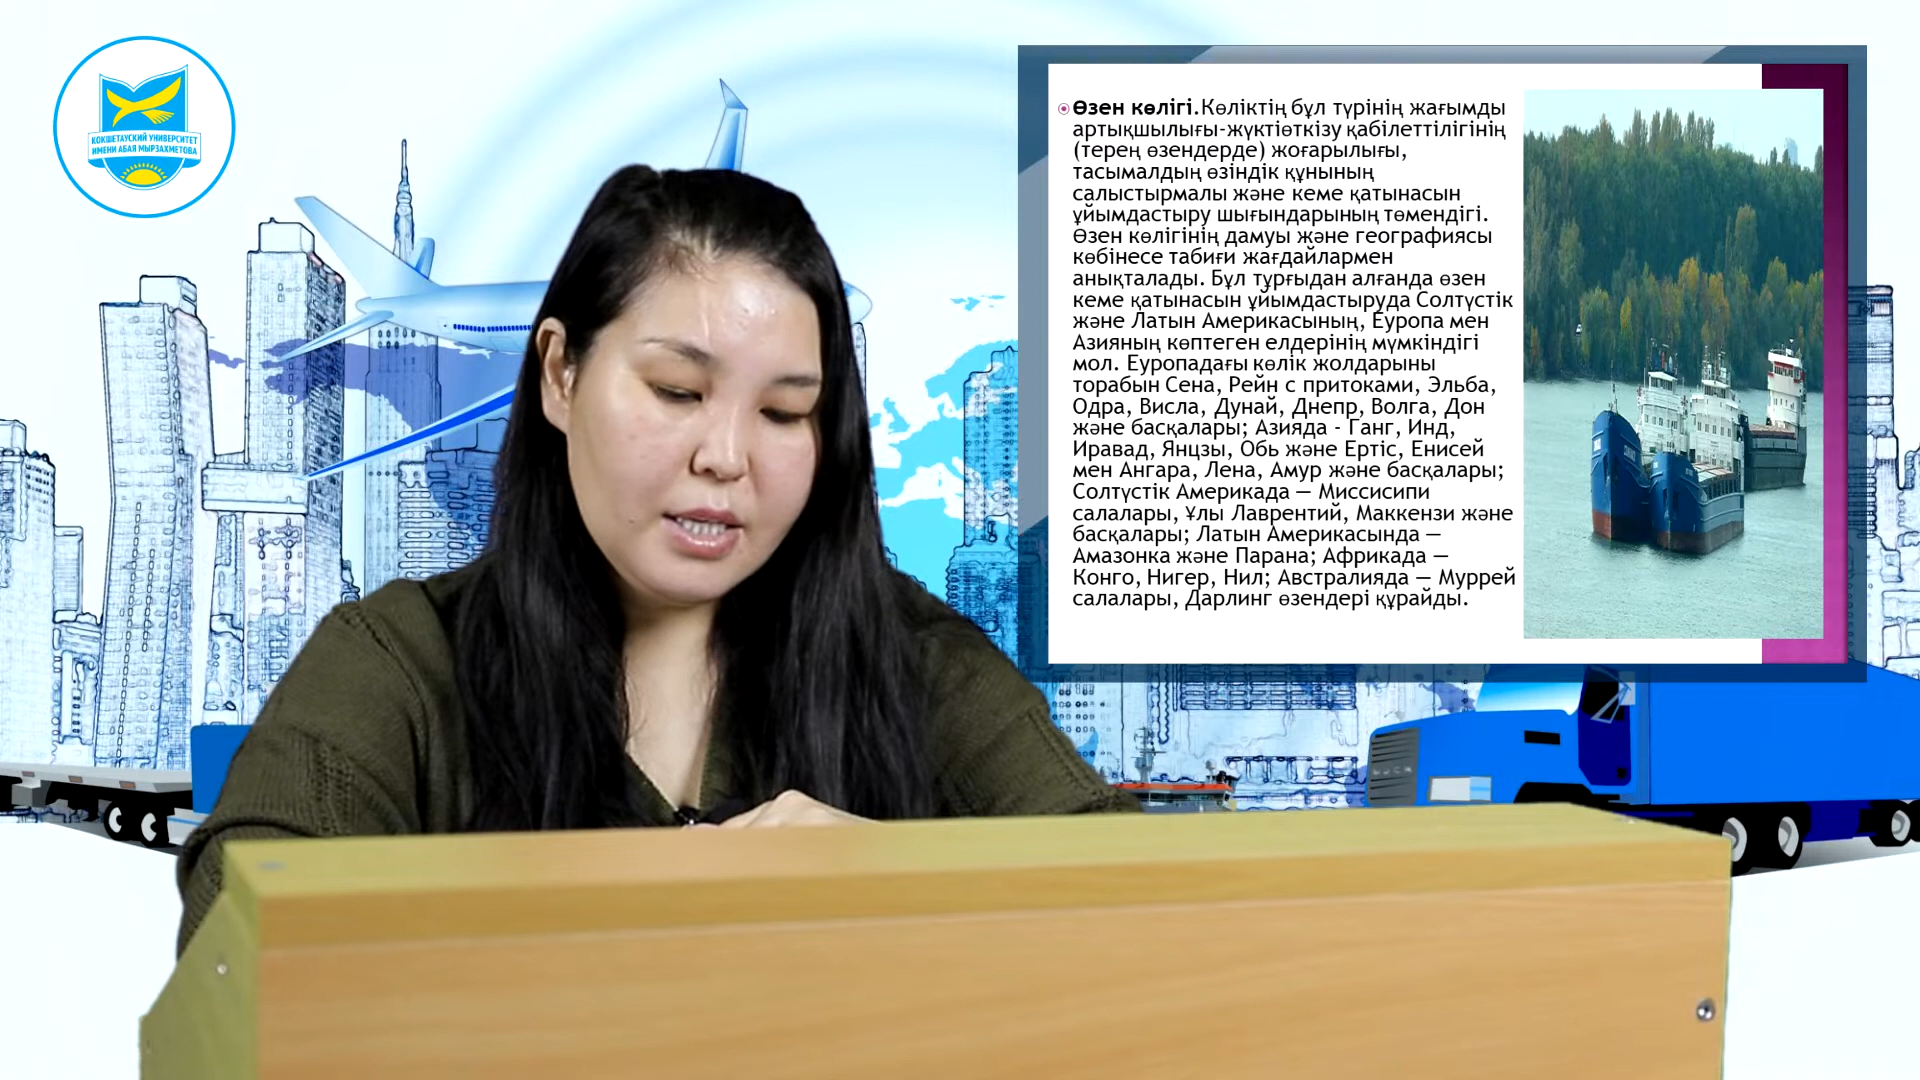 КОКШЕТАУСКИЙ УНИВЕРСИТЕТ
ИМЕНИ АБАЯ МЫРЗАХМЕТОВА
Өзен көлігі.Көліктің бұл түрінің жағымды
артықшылығы-жүктіөткізу қабілеттілігінің
(терең өзендерде) жоғарылығы,
тасымалдың өзіндік құнының
салыстырмалы және кеме қатынасын
ұйымдастыру шығындарының төмендігі.
Өзен көлігінің дамуы және географиясы
көбінесе табиғи жағдайлармен
анықталады. Бұл тұрғыдан алғанда өзен
кеме қатынасын ұйымдастыруда Солтүстік
және Латын Америкасының, Еуропа мен
Азияның көптеген елдерінің мүмкіндігі
мол. Еуропадағы көлік жолдарыны
торабын Сена, Рейн с притоками, Эльба,
Одра, Висла, Дунай, Днепр, Волга, Дон
және басқалары; Азияда - Ганг, Инд,
Иравад, Янцзы, Обь және Ертіс, Енисей
мен Ангара, Лена, Амур және басқалары;
Солтүстік Америкада — Миссисипи
салалары, Ұлы Лаврентий, Маккензи және
басқалары; Латын Америкасында —
Амазонка және Парана; Африкада —
Конго, Нигер, Нил; Австралияда — Муррей
салалары, Дарлинг өзендері құрайды.